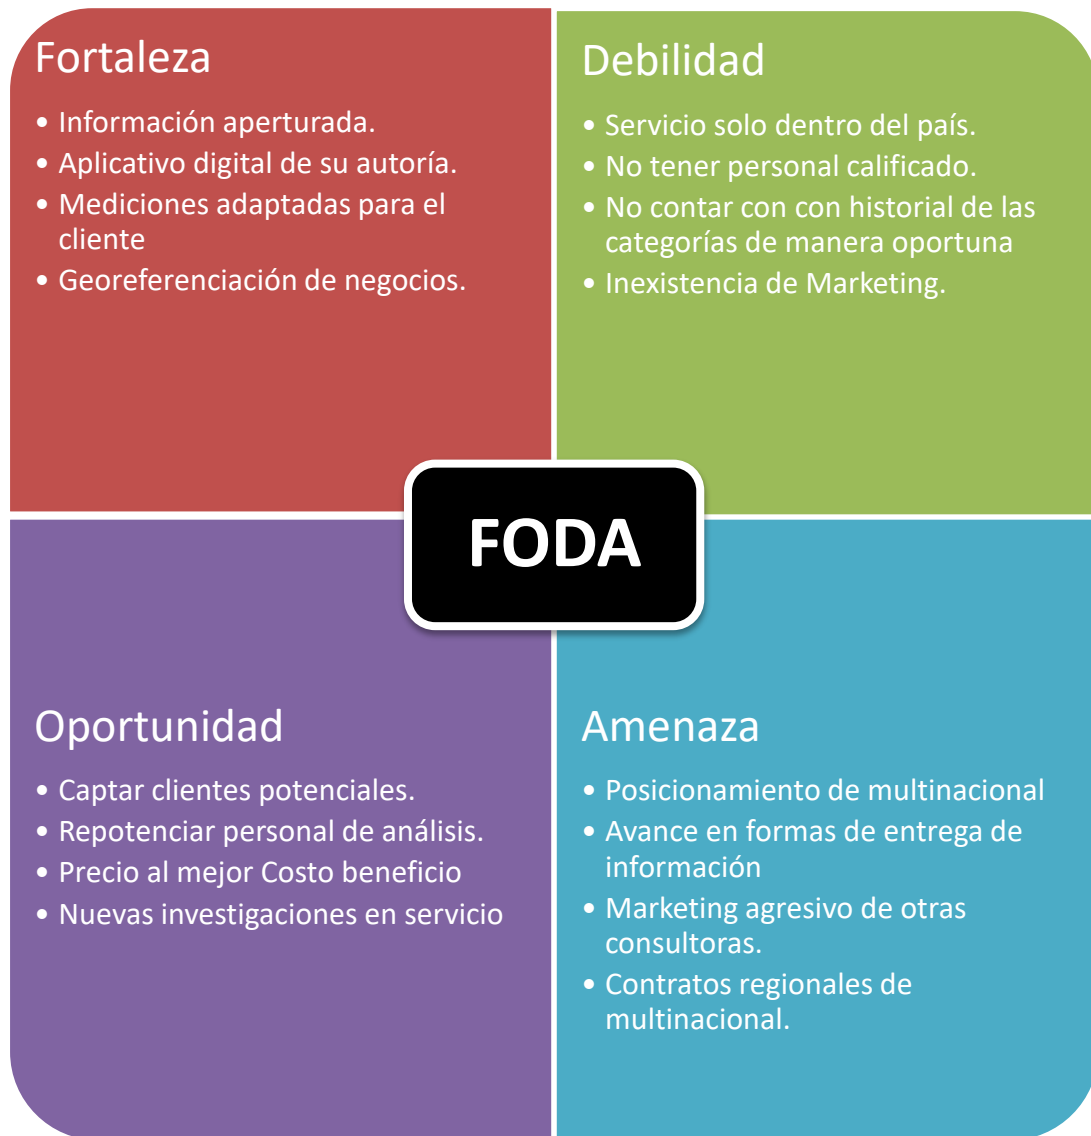 Fortaleza
• Información aperturada.
• Aplicativo digital de su autoría.
• Mediciones adaptadas para el
cliente
• Georeferenciación de negocios.
Debilidad
• Servicio solo dentro del país.
• No tener personal calificado.
• No contar con con historial de las
categorías de manera oportuna
• Inexistencia de Marketing.
FODA
Oportunidad
• Captar clientes potenciales.
• Repotenciar personal de análisis.
• Precio al mejor Costo beneficio
• Nuevas investigaciones en servicio
Amenaza
• Posicionamiento de multinacional
• Avance en formas de entrega de
información
• Marketing agresivo de otras
consultoras.
• Contratos regionales de
multinacional.